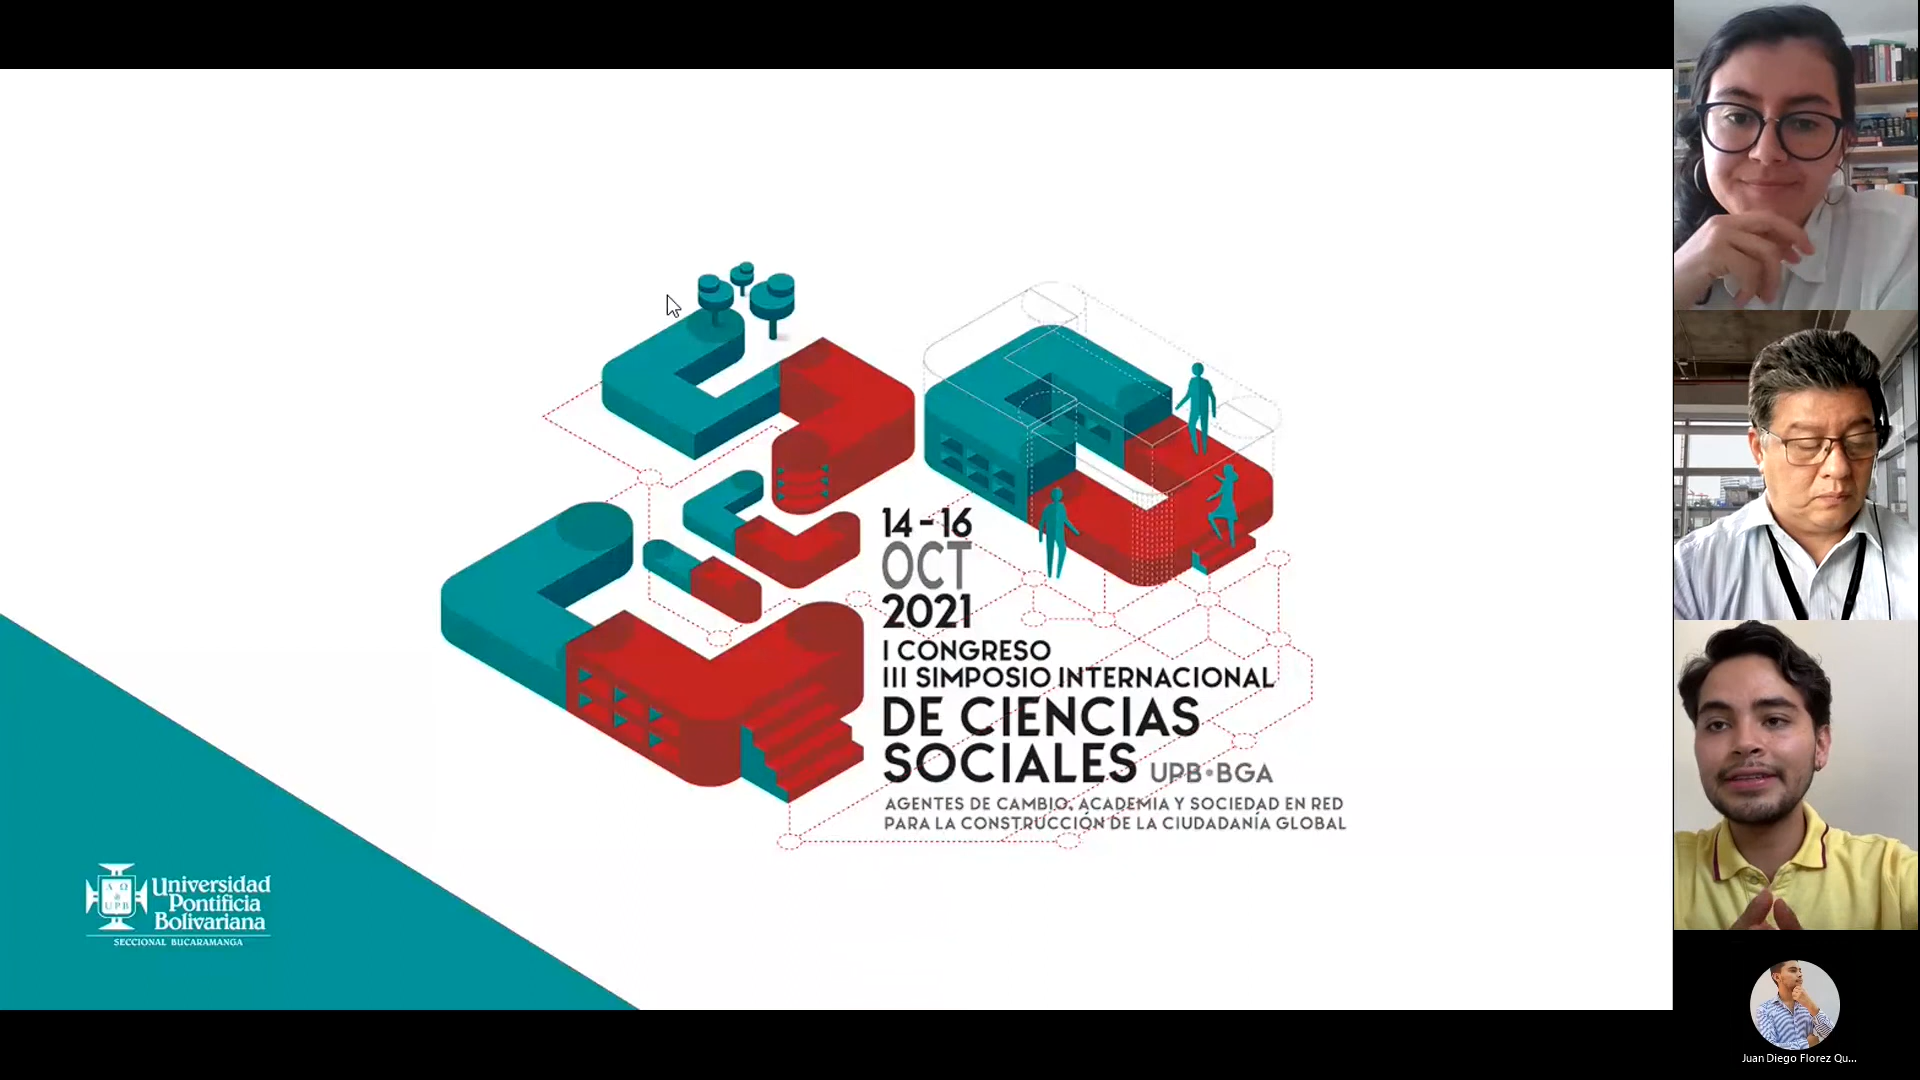 14 - 16
OCT
2021
I CONGRESO
III SIMPOSIO INTERNACIONAL
DE CIENCIAS
SOCIALES UPB•BGA
AGENTES DE CAMBIO, ACADEMIA Y SOCIEDAD EN RED
PARA LA CONSTRUCCIÓN DE LA CIUDADANÍA GLOBAL
A Ω
UPB
Universidad
Pontificia
Bolivariana
SECCIONAL BUCARAMANGA
Juan Diego Florez Qu...